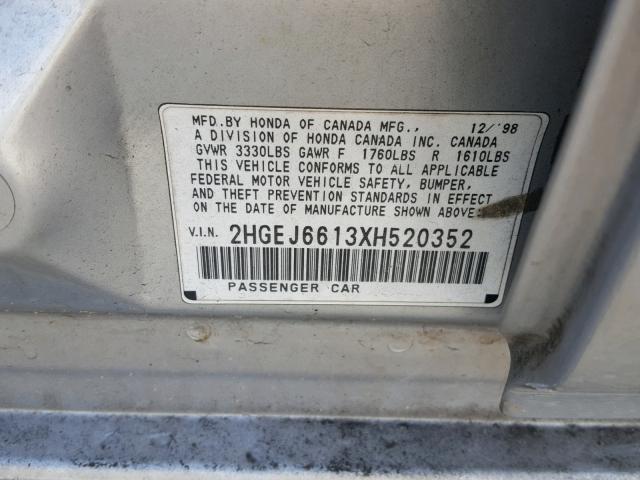 MFD.BY HONDA OF CANADA MFG., 12/'98
A DIVISION OF HONDA CANADA INC. CANADA
GVWR 3330LBS GAWR F 1760LBS R 1610LBS
THIS VEHICLE CONFORMS TO ALL APPLICABLE
FEDERAL MOTOR VEHICLE SAFETY, BUMPER,
AND THEFT PREVENTION STANDARDS IN EFFECT
ON THE DATE OF MANUFACTURE SHOWN ABOVE.
V.I.N. 2HGEJ6613XH520352
PASSENGER CAR